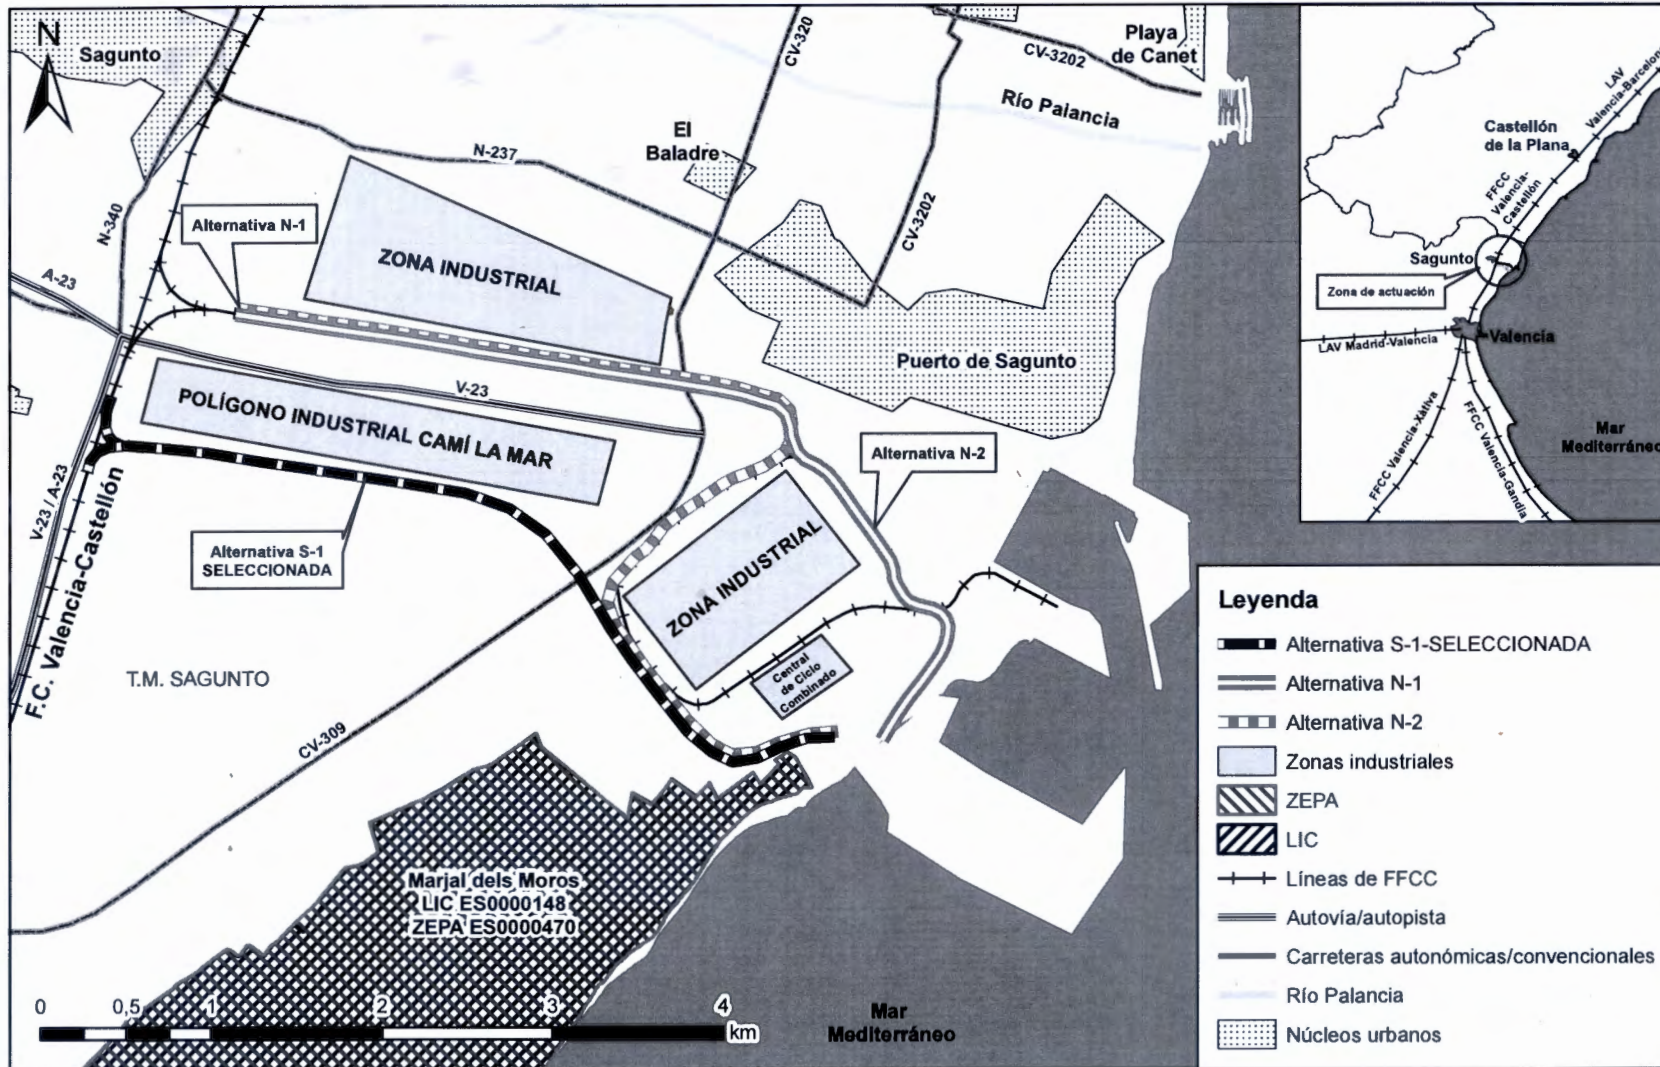 N
Sagunto
CV-320
Playa
de Canet
CV-3202
Río Palancia
El
Baladre
N-237
N-340
Alternativa N-1
ZONA INDUSTRIAL
CV-3202
A-23
Puerto de Sagunto
V-23
POLÍGONO INDUSTRIAL CAMÍ LA MAR
Alternativa N-2
V-23 / A-23
F.C. Valencia-Castellón
Alternativa S-1
SELECCIONADA
ZONA INDUSTRIAL
Central
de Ciclo
Combinado
T.M. SAGUNTO
CV-309
Marjal dels Moros
LIC ES0000148
ZEPA ES0000470
0 0,5 1 2 3 4
km
Mar
Mediterráneo
LAV
Valencia-Barcelona
Castellón
de la Plana
FFCC
Valencia-
Castellón
Sagunto
Zona de actuación
Valencia
LAV Madrid-Valencia
FFCC Valencia-Xàtiva
FFCC Valencia-Gandia
Mar
Mediterráneo
Leyenda
Alternativa S-1-SELECCIONADA
Alternativa N-1
Alternativa N-2
Zonas industriales
ZEPA
LIC
Líneas de FFCC
Autovía/autopista
Carreteras autonómicas/convencionales
Río Palancia
Núcleos urbanos